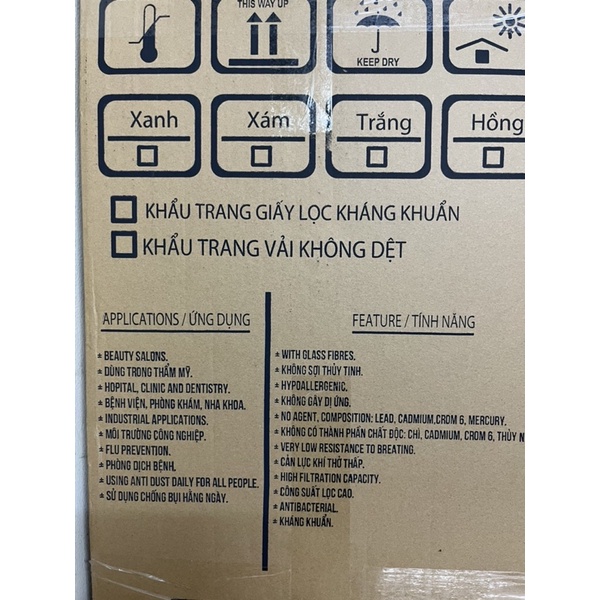 THIS WAY UP
KEEP DRY
Xanh
Xám
Trắng
Hồng
KHẨU TRANG GIẤY LỌC KHÁNG KHUẨN
KHẨU TRANG VẢI KHÔNG DỆT
APPLICATIONS / ỨNG DỤNG
± BEAUTY SALONS.
± DÙNG TRONG THẨM MỸ.
± HOPITAL, CLINIC AND DENTISTRY.
± BỆNH VIỆN, PHÒNG KHÁM, NHA KHOA.
± INDUSTRIAL APPLICATIONS.
± MÔI TRƯỜNG CÔNG NGHIỆP.
± FLU PREVENTION.
± PHÒNG DỊCH BỆNH.
± USING ANTI DUST DAILY FOR ALL PEOPLE.
± SỬ DỤNG CHỐNG BỤI HÀNG NGÀY.
FEATURE / TÍNH NĂNG
± WITH GLASS FIBRES.
± KHÔNG SỢI THỦY TINH.
± HYPOALLERGENIC.
± KHÔNG GÂY DỊ ỨNG.
± NO AGENT, COMPOSITION: LEAD, CADMIUM,CROM 6, MERCURY.
± KHÔNG CÓ THÀNH PHẦN CHẤT ĐỘC: CHÌ, CADMIUM, CROM 6, THỦY N
± VERY LOW RESISTANCE TO BREATING.
± CẢN LỰC KHÍ THỞ THẤP.
± HIGH FILTRATION CAPACITY.
± CÔNG SUẤT LỌC CAO.
± ANTIBACTERIAL.
± KHÁNG KHUẨN.